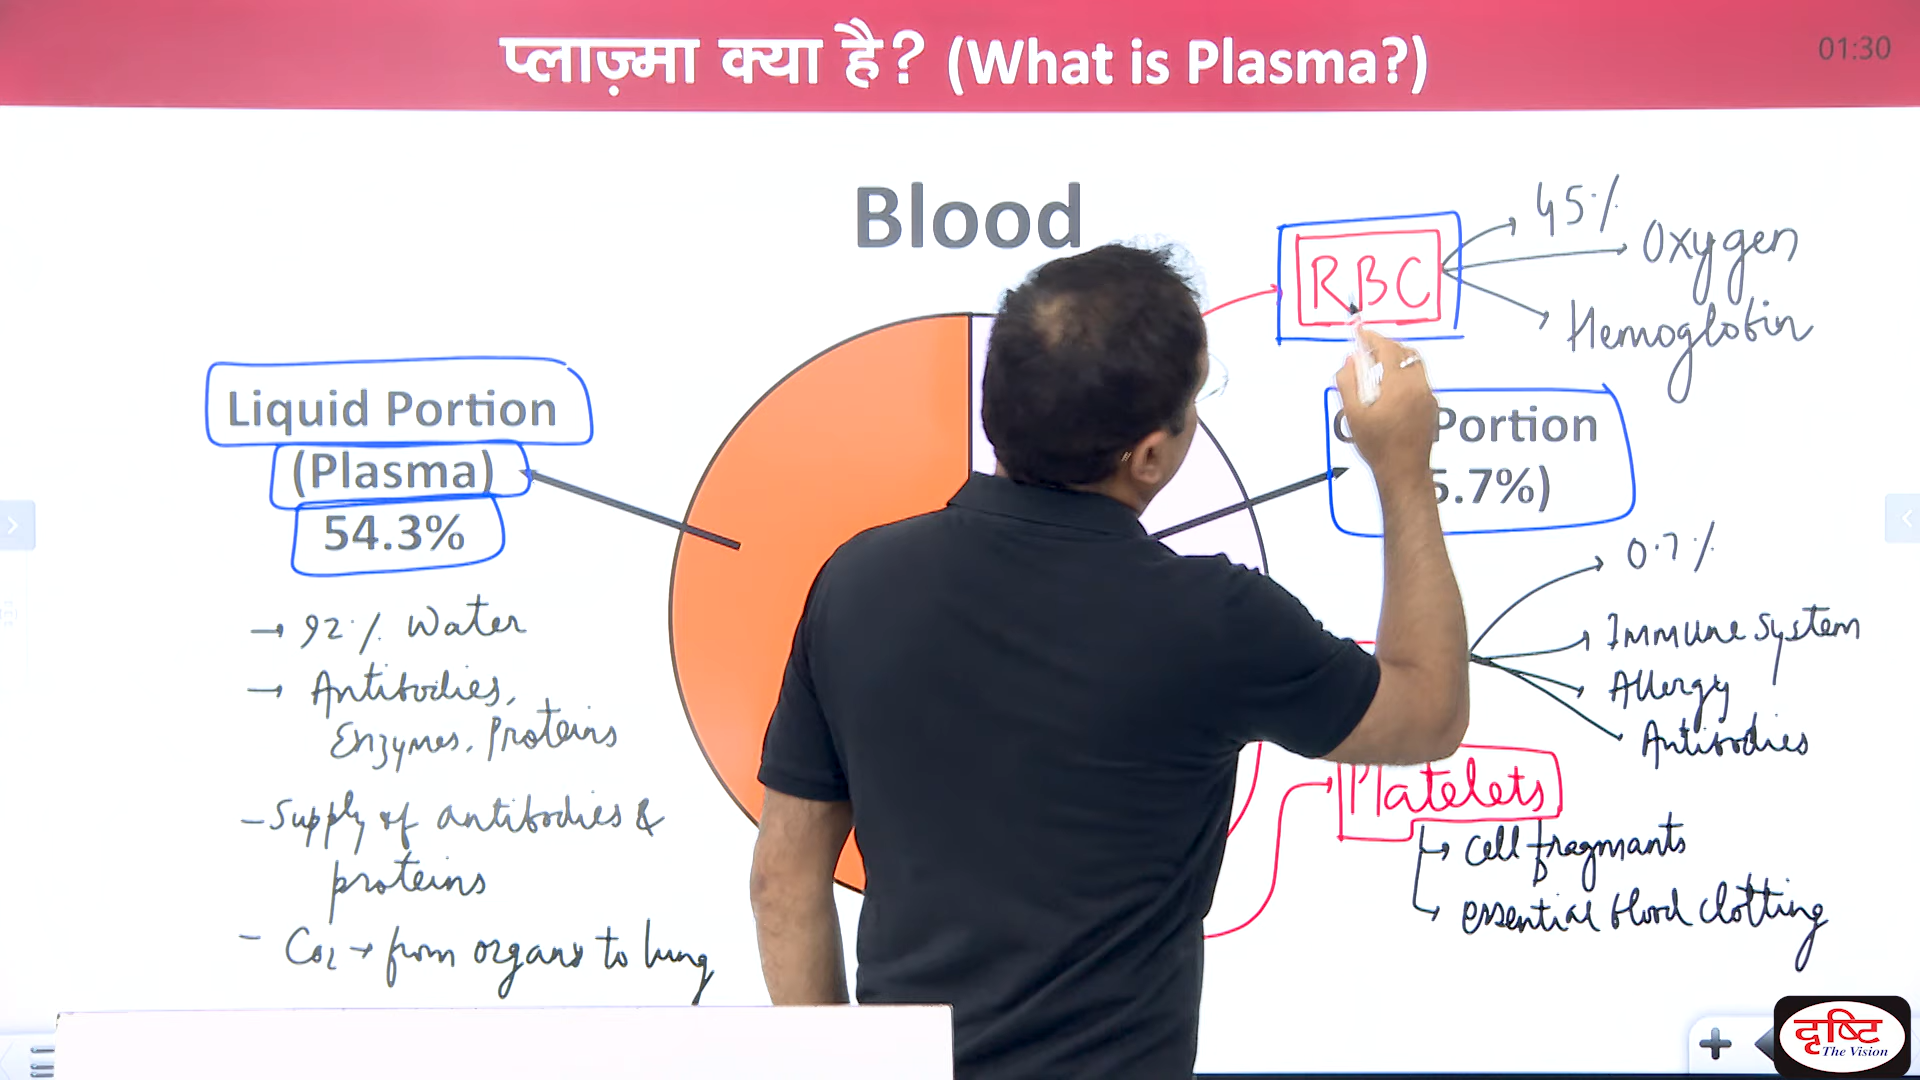 प्लाज़्मा क्या है? (What is Plasma?)
01:30
Blood
Liquid Portion
(Plasma)
54.3%
→ 92% Water
→ Antibodies,
Enzymes, Proteins
- Supply of antibodies &
proteins
- Co2 → from organs to lung
RBC
45%
Oxygen
Hemoglobin
Portion
5.7%)
0.7%
Immune System
Allergy
Antibodies
Platelets
cell fragmants
essential blood clotting
दृष्टि
The Vision